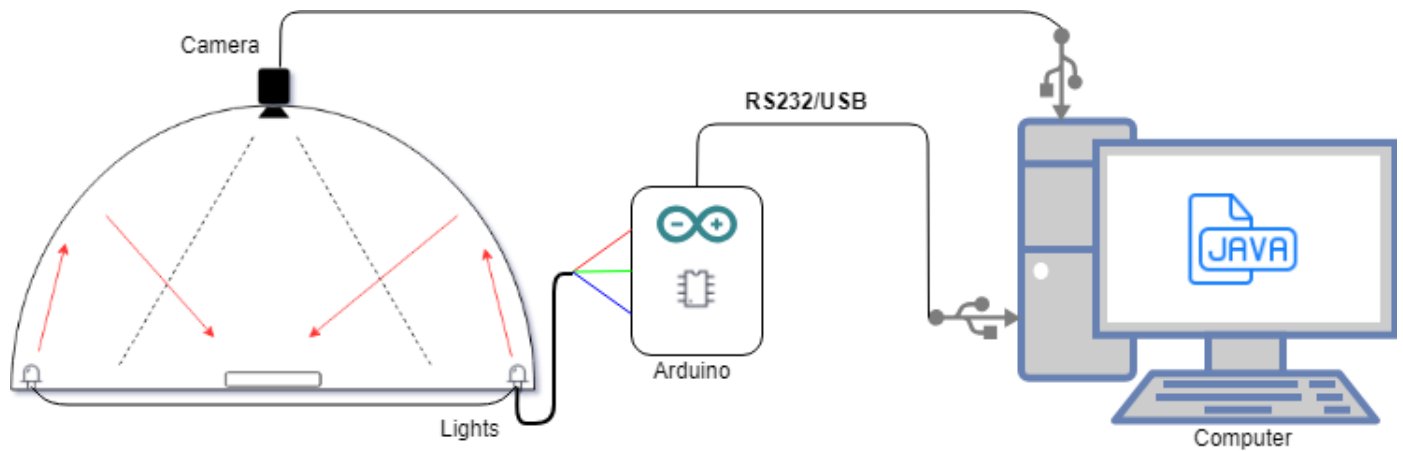 Camera
RS232/USB
JAVA
Arduino
Lights
Computer